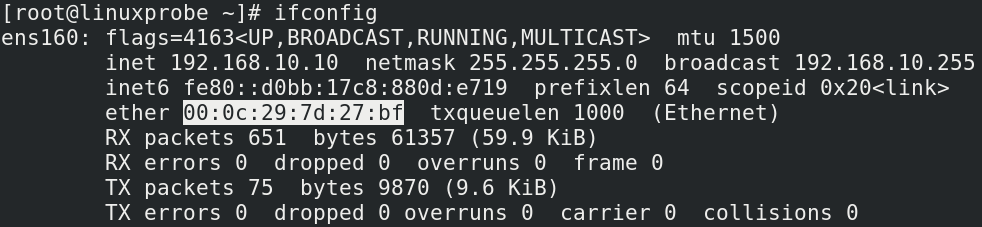 [root@linuxprobe ~]# ifconfig
ens160: flags=4163<UP,BROADCAST,RUNNING,MULTICAST>  mtu 1500
        inet 192.168.10.10  netmask 255.255.255.0  broadcast 192.168.10.255
        inet6 fe80::d0bb:17c8:880d:e719  prefixlen 64  scopeid 0x20<link>
        ether 00:0c:29:7d:27:bf  txqueuelen 1000  (Ethernet)
        RX packets 651  bytes 61357 (59.9 KiB)
        RX errors 0  dropped 0  overruns 0  frame 0
        TX packets 75  bytes 9870 (9.6 KiB)
        TX errors 0  dropped 0 overruns 0  carrier 0  collisions 0